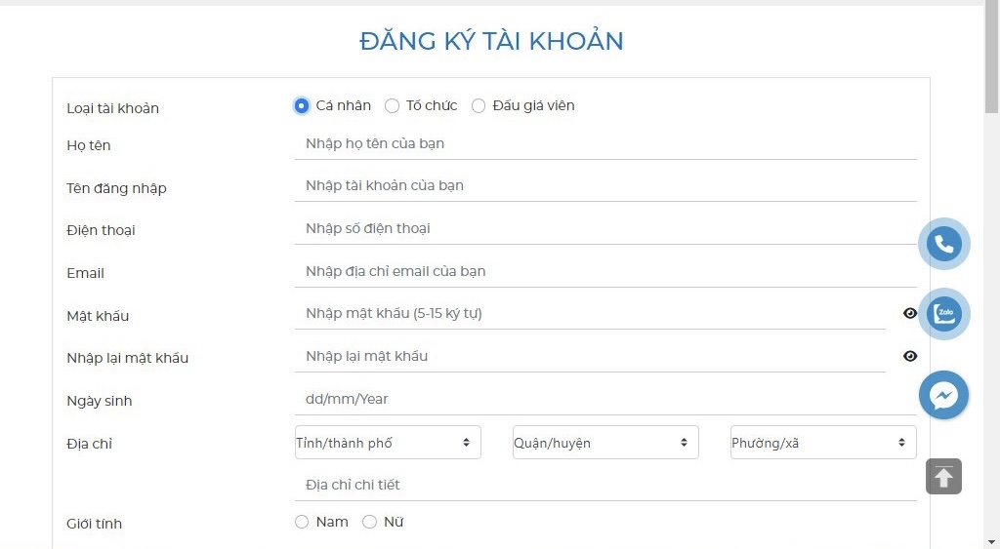 ĐĂNG KÝ TÀI KHOẢN
Loại tài khoản Cá nhân Tổ chức Đấu giá viên
Họ tên Nhập họ tên của bạn
Tên đăng nhập Nhập tài khoản của bạn
Điện thoại Nhập số điện thoại
Email Nhập địa chỉ email của bạn
Mật khẩu Nhập mật khẩu (5-15 ký tự)
Zalo
Nhập lại mật khẩu Nhập lại mật khẩu
Ngày sinh dd/mm/Year
Địa chỉ Tỉnh/thành phố Quận/huyện Phường/xã
Địa chỉ chi tiết
Giới tính Nam Nữ